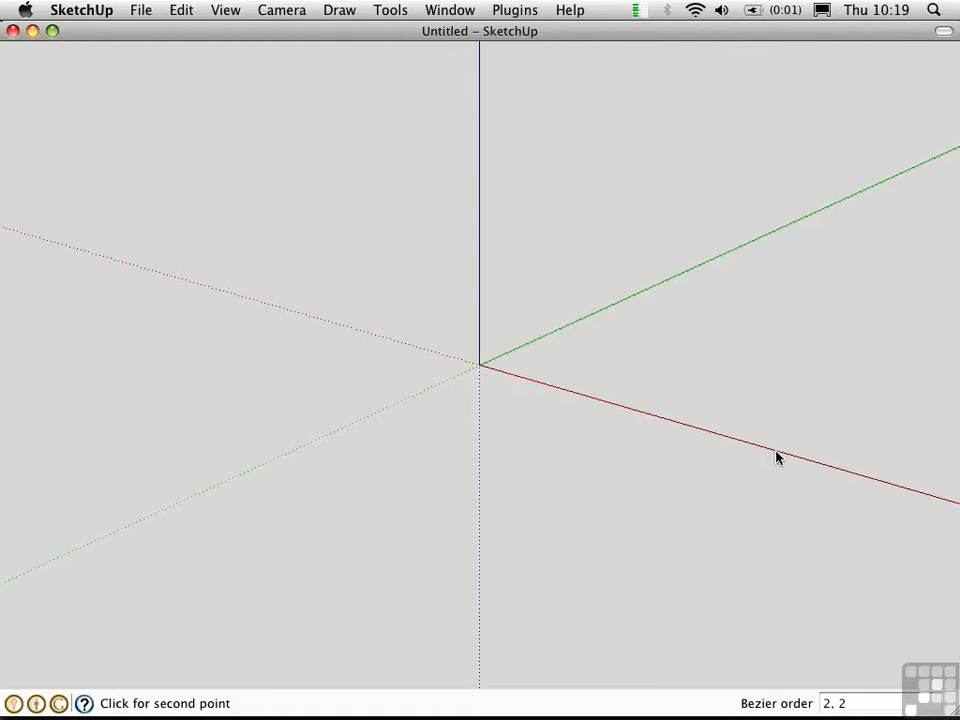 SketchUp File Edit View Camera Draw Tools Window Plugins Help (0:01) Thu 10:19
Untitled – SketchUp
? Click for second point Bezier order 2, 2